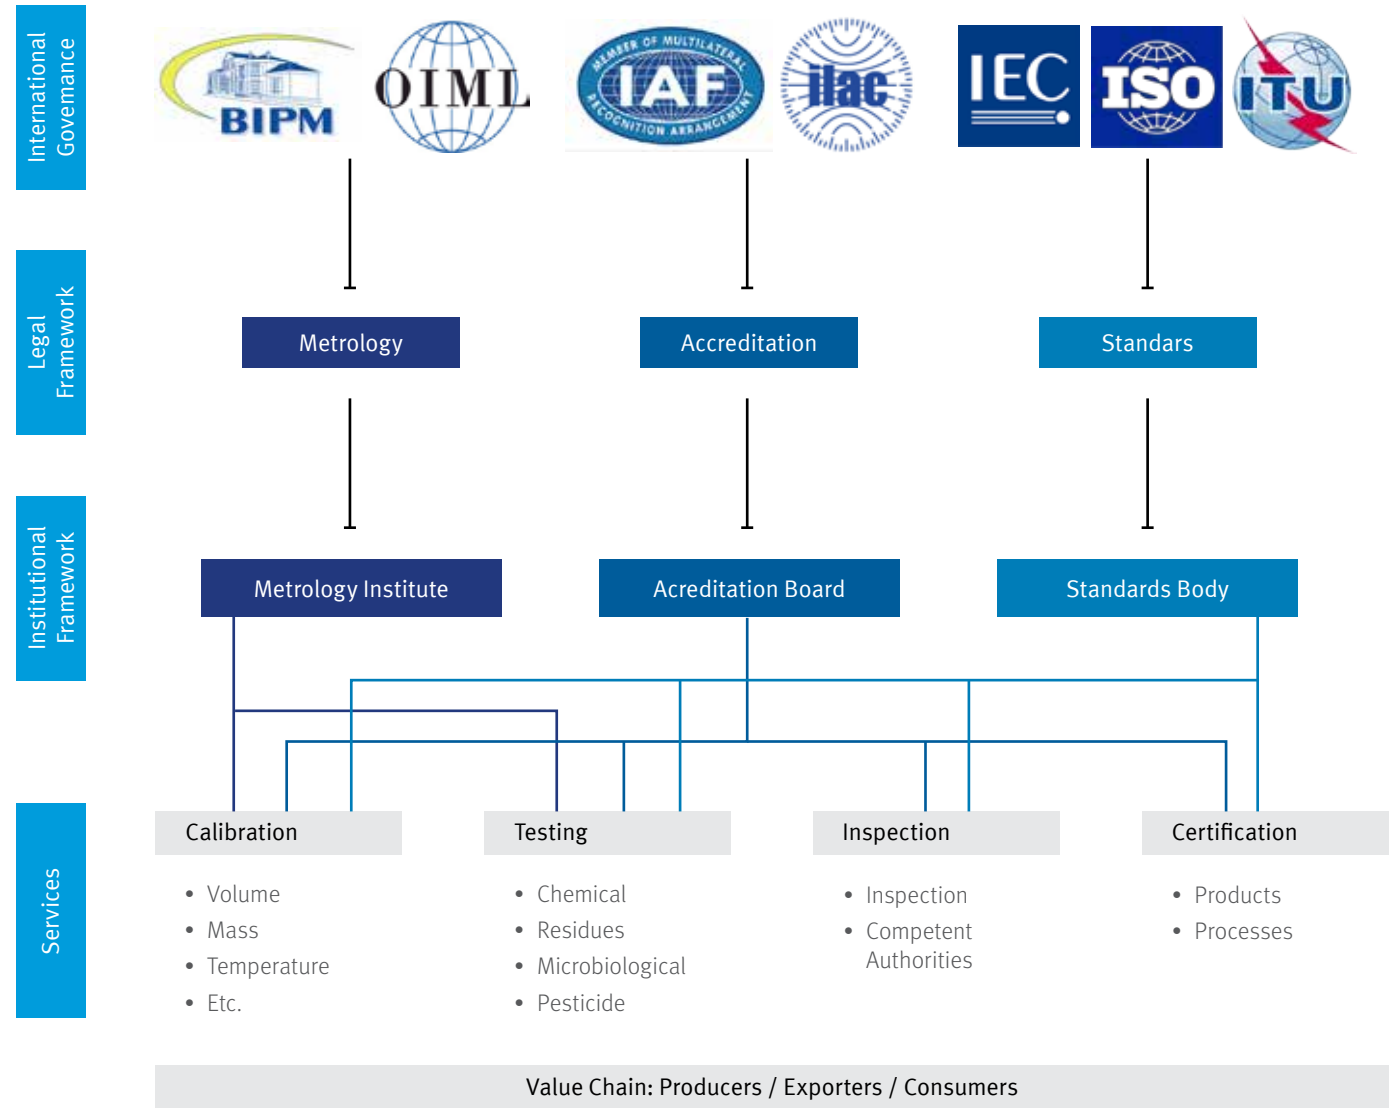 International
Governance
BIPM
OIML
MEMBER OF MULTILATERAL
IAF
RECOGNITION ARRANGEMENT
ilac
IEC
ISO
ITU
Legal
Framework
Metrology
Accreditation
Standars
Institutional
Framework
Metrology Institute
Acreditation Board
Standards Body
Services
Calibration
• Volume
• Mass
• Temperature
• Etc.
Testing
• Chemical
• Residues
• Microbiological
• Pesticide
Inspection
• Inspection
• Competent
Authorities
Certification
• Products
• Processes
Value Chain: Producers / Exporters / Consumers